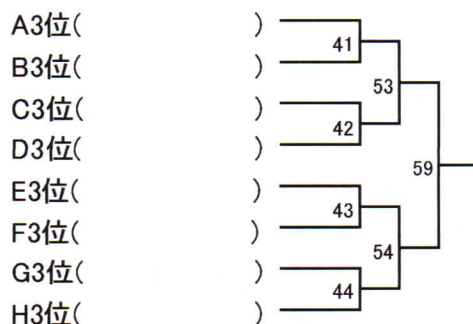 A3位( )
41
B3位( )
53
C3位( )
42
D3位( )
59
E3位( )
43
F3位( )
54
G3位( )
44
H3位( )